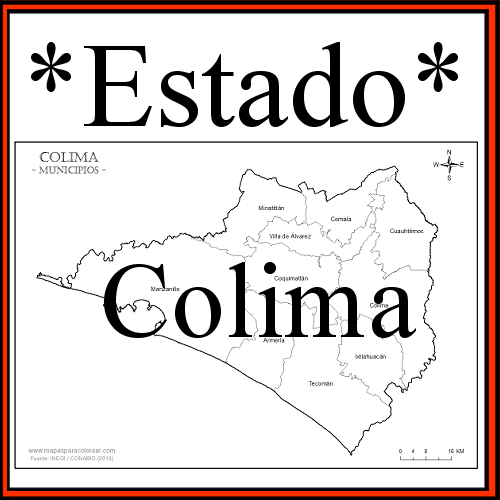 *Estado*
COLIMA
- MUNICIPIOS -
N
W E
S
Minatitlán
Comala
Cuauhtémoc
Villa de Álvarez
Coquimatlán
Manzanillo
Colima
Colima
Armería
Ixtlahuacán
Tecomán
www.mapasparacolorear.com
Fuente: INEGI / CONABIO (2010)
0 4 8 16 KM